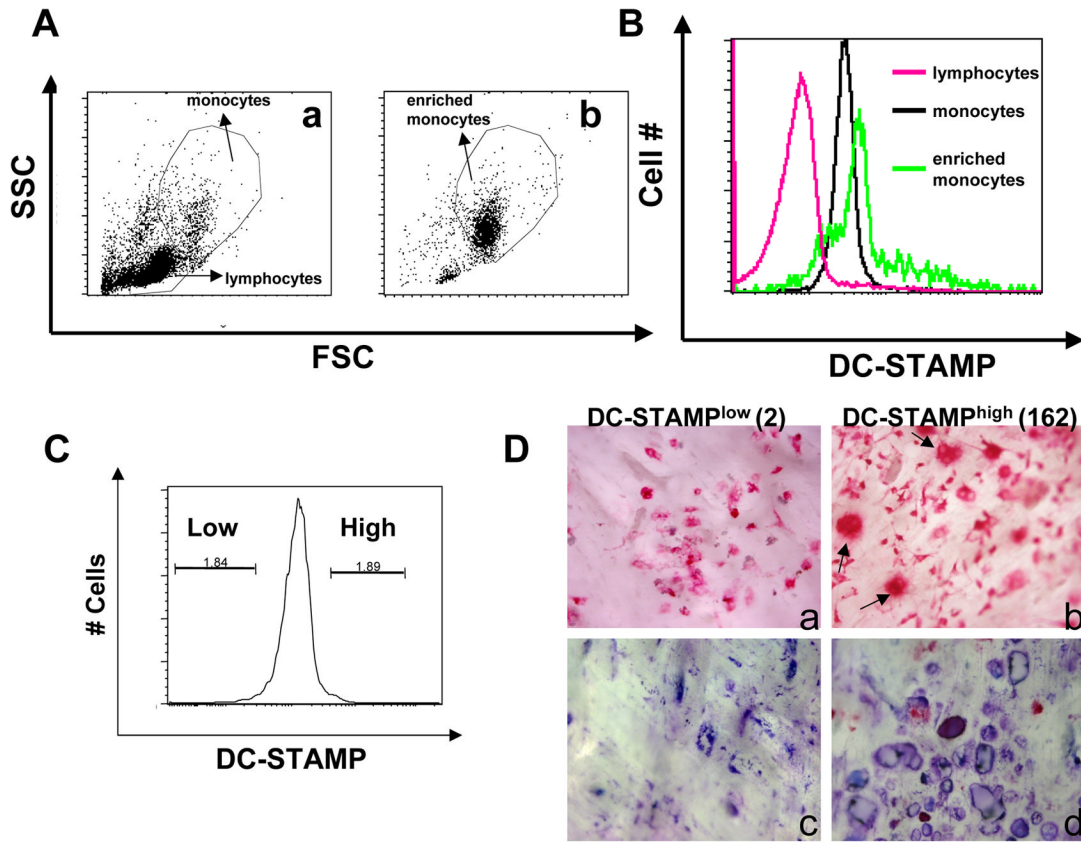 A
SSC
monocytes
a
lymphocytes
enriched
monocytes
b
FSC
B
Cell #
lymphocytes
monocytes
enriched
monocytes
DC-STAMP
C
# Cells
Low
1.84
High
1.89
DC-STAMP
D
DC-STAMPlow (2)
DC-STAMPhigh (162)
a
b
c
d